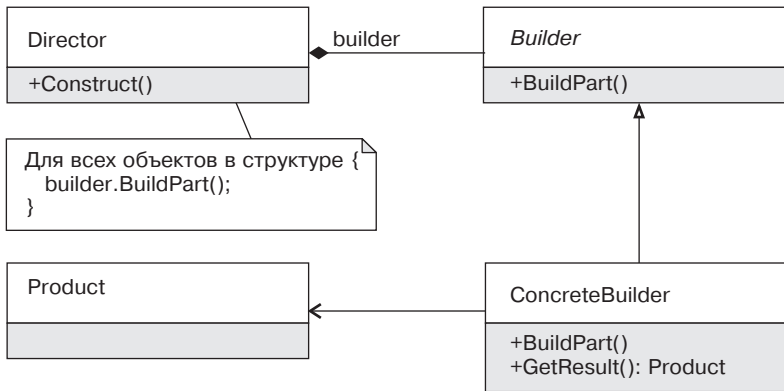 Director
+Construct()
builder
Builder
+BuildPart()
Для всех объектов в структуре {
builder.BuildPart();
}
Product
ConcreteBuilder
+BuildPart()
+GetResult(): Product